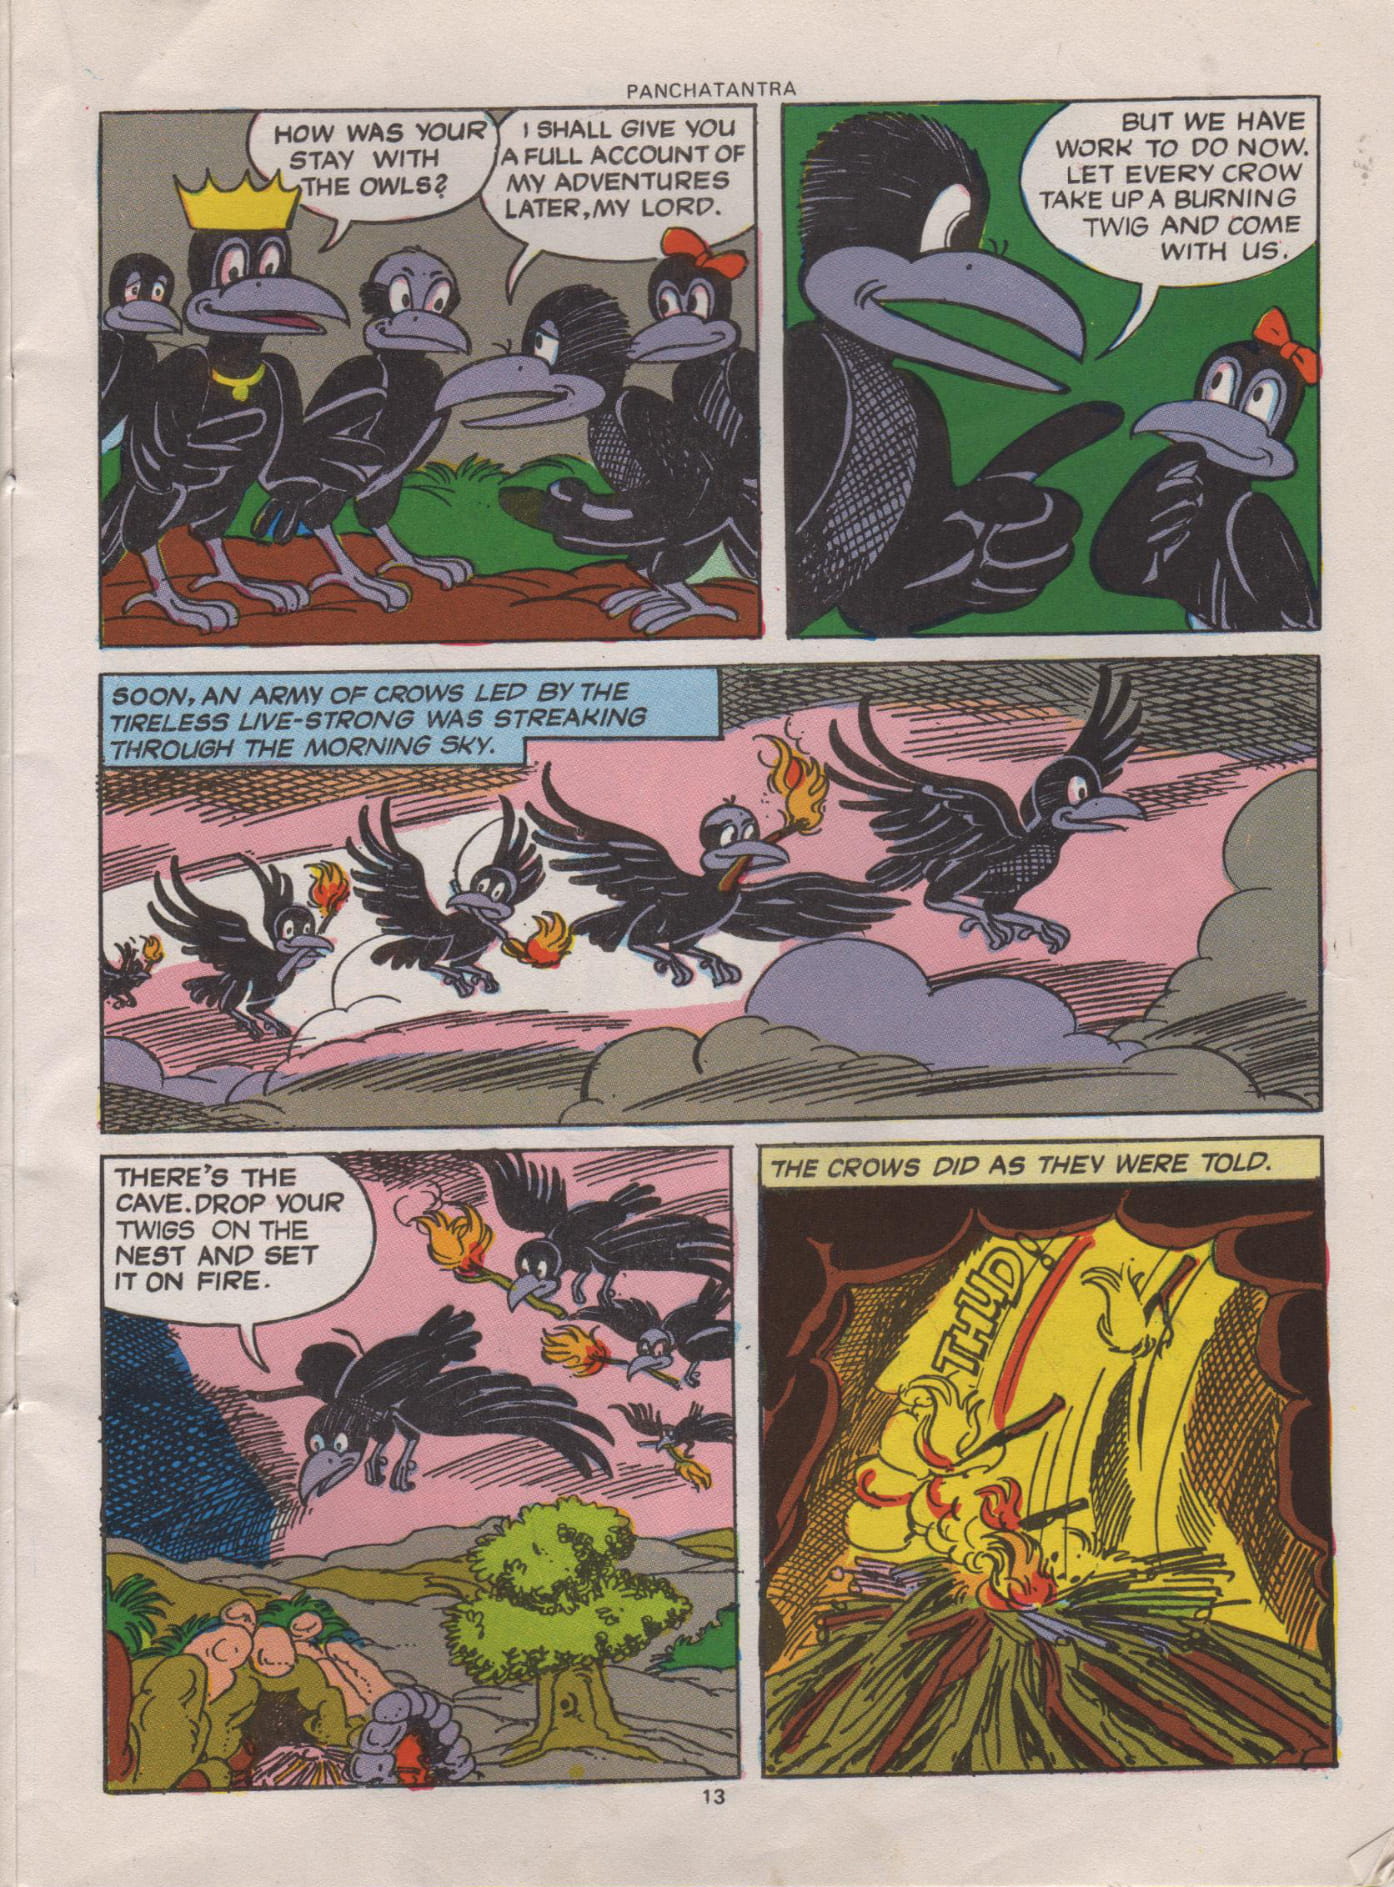 PANCHATANTRA
HOW WAS YOUR
STAY WITH
THE OWLS?
I SHALL GIVE YOU
A FULL ACCOUNT OF
MY ADVENTURES
LATER, MY LORD.
BUT WE HAVE
WORK TO DO NOW.
LET EVERY CROW
TAKE UP A BURNING
TWIG AND COME
WITH US.
SOON, AN ARMY OF CROWS LED BY THE
TIRELESS LIVE-STRONG WAS STREAKING
THROUGH THE MORNING SKY.
THERE'S THE
CAVE. DROP YOUR
TWIGS ON THE
NEST AND SET
IT ON FIRE.
THE CROWS DID AS THEY WERE TOLD.
THUD!
13